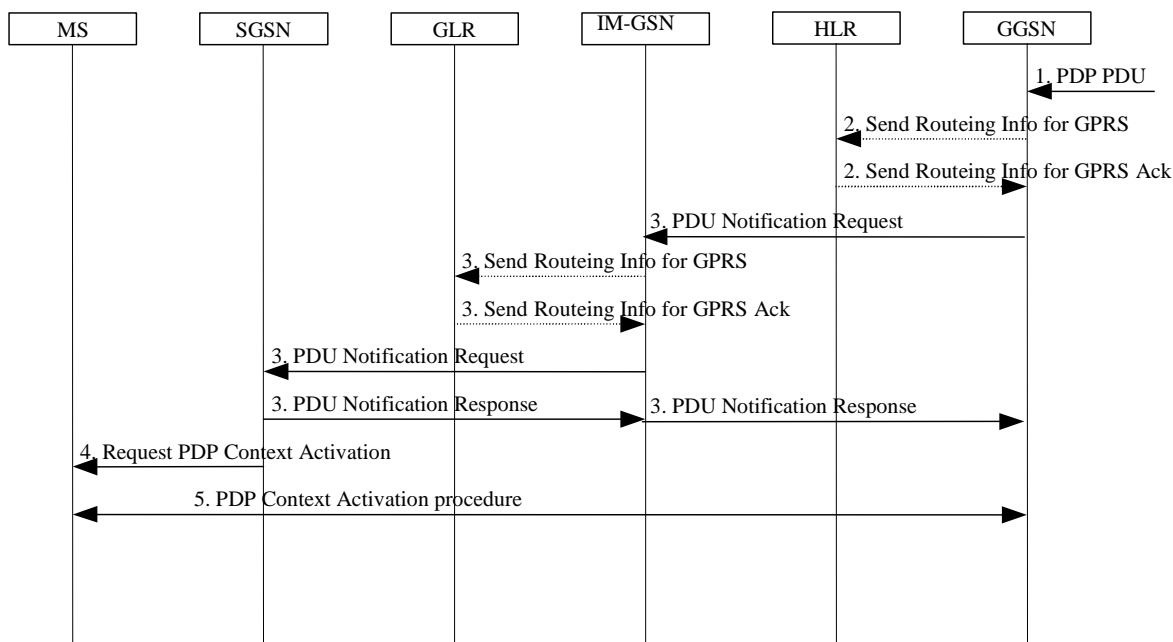 MS
SGSN
GLR
IM-GSN
HLR
GGSN
1. PDP PDU
2. Send Routeing Info for GPRS
2. Send Routeing Info for GPRS Ack
3. PDU Notification Request
3. Send Routeing Info for GPRS
3. Send Routeing Info for GPRS Ack
3. PDU Notification Request
3. PDU Notification Response
3. PDU Notification Response
4. Request PDP Context Activation
5. PDP Context Activation procedure